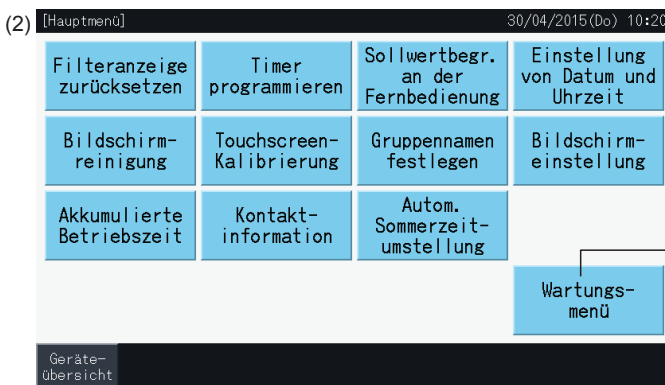 (2)
[Hauptmenü] 30/04/2015(Do) 10:20
Filteranzeige
zurücksetzen
Timer
programmieren
Sollwertbegr.
an der
Fernbedienung
Einstellung
von Datum und
Uhrzeit
Bildschirm-
reinigung
Touchscreen-
Kalibrierung
Gruppennamen
festlegen
Bildschirm-
einstellung
Akkumulierte
Betriebszeit
Kontakt-
information
Autom.
Sommerzeit-
umstellung
Wartungs-
menü
Geräte-
übersicht